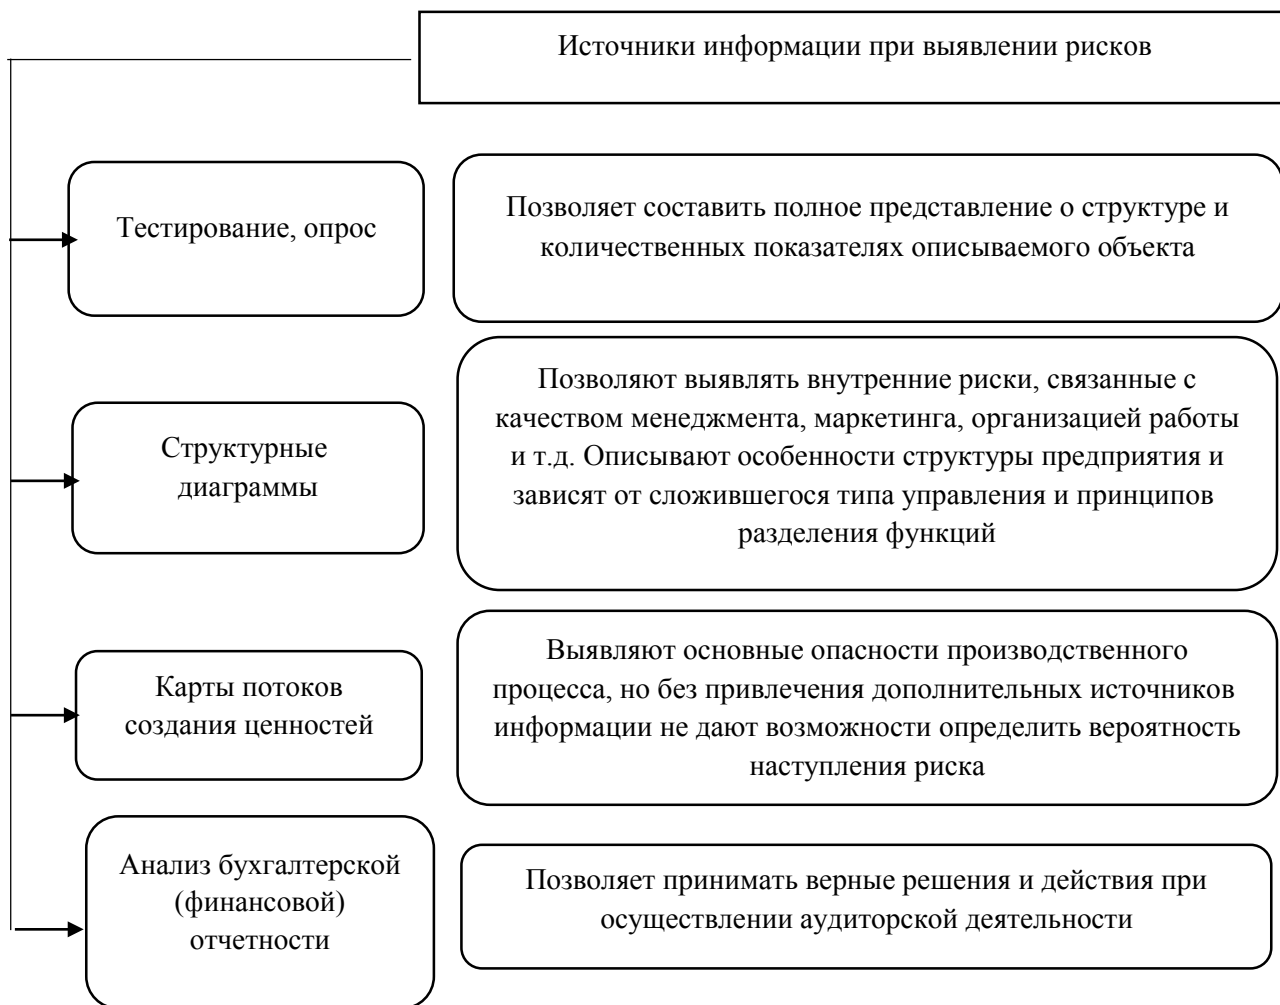 Источники информации при выявлении рисков
Тестирование, опрос
Позволяет составить полное представление о структуре и
количественных показателях описываемого объекта
Структурные
диаграммы
Позволяют выявлять внутренние риски, связанные с
качеством менеджмента, маркетинга, организацией работы
и т.д. Описывают особенности структуры предприятия и
зависят от сложившегося типа управления и принципов
разделения функций
Карты потоков
создания ценностей
Выявляют основные опасности производственного
процесса, но без привлечения дополнительных источников
информации не дают возможности определить вероятность
наступления риска
Анализ бухгалтерской
(финансовой)
отчетности
Позволяет принимать верные решения и действия при
осуществлении аудиторской деятельности